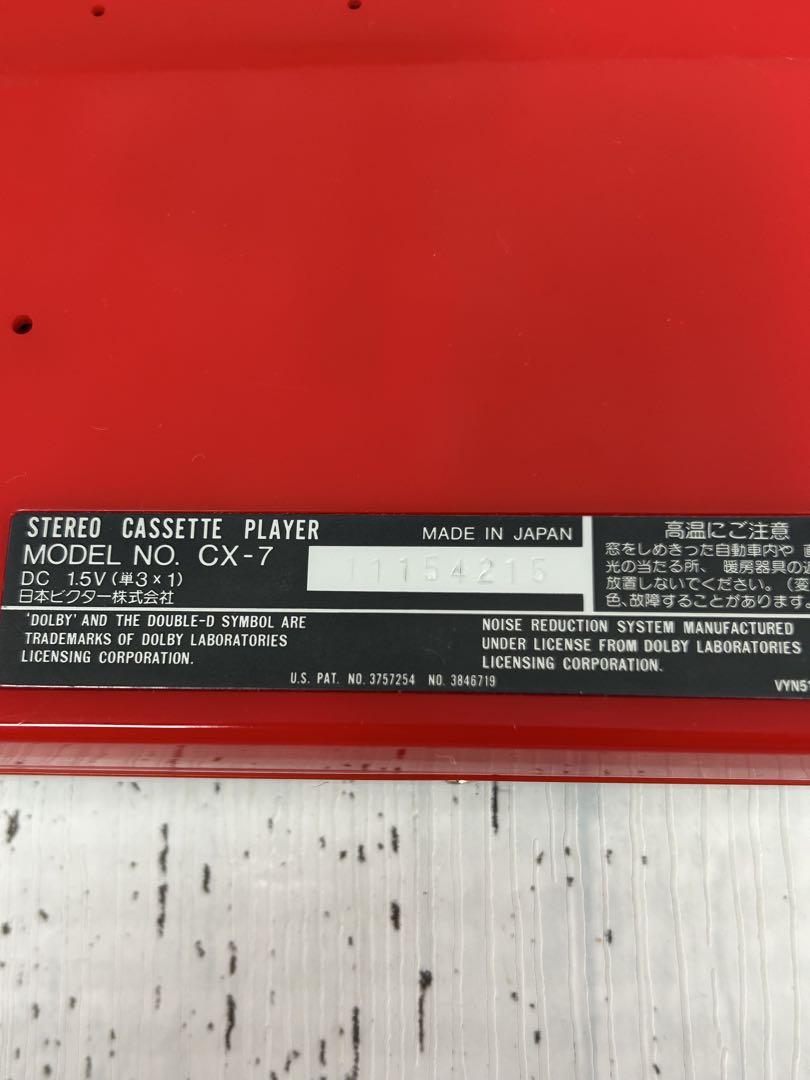 STEREO CASSETTE PLAYER
MADE IN JAPAN
MODEL NO. CX-7
11154215
DC 1.5V (単3×1)
日本ビクター株式会社
高温にご注意
窓をしめきった自動車内や
光の当たる所、暖房器具の
放置しないでください。(変
色、故障することがあります。
'DOLBY' AND THE DOUBLE-D SYMBOL ARE
TRADEMARKS OF DOLBY LABORATORIES
LICENSING CORPORATION.
NOISE REDUCTION SYSTEM MANUFACTURED
UNDER LICENSE FROM DOLBY LABORATORIES
LICENSING CORPORATION.
U.S. PAT. NO. 3757254 NO. 3846719
VYN51